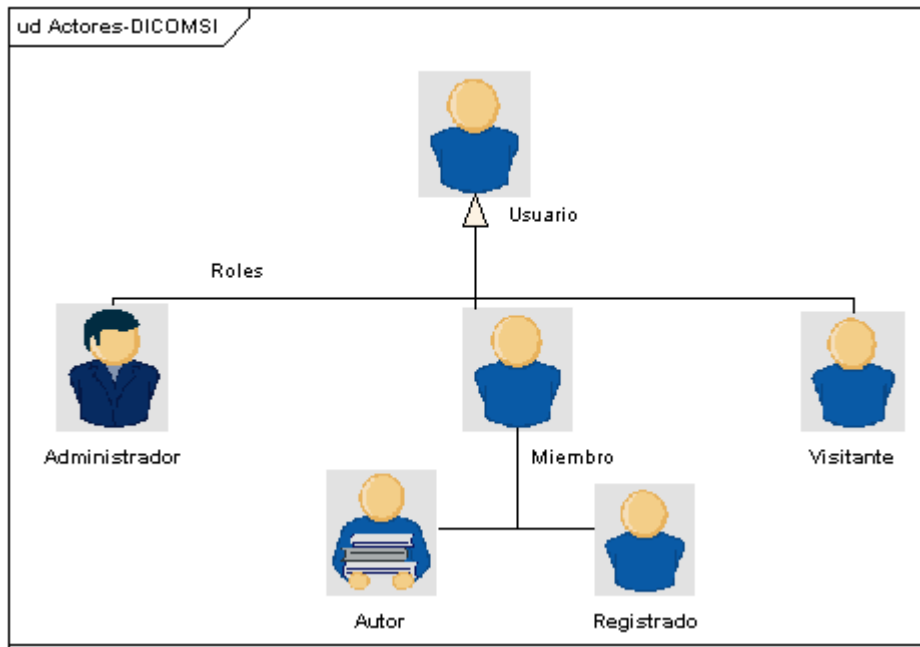 ud Actores-DICOMSI
Usuario
Roles
Administrador
Miembro
Visitante
Autor
Registrado